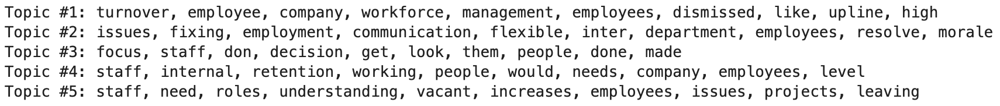 Topic #1: turnover, employee, company, workforce, management, employees, dismissed, like, upline, high
Topic #2: issues, fixing, employment, communication, flexible, inter, department, employees, resolve, morale
Topic #3: focus, staff, don, decision, get, look, them, people, done, made
Topic #4: staff, internal, retention, working, people, would, needs, company, employees, level
Topic #5: staff, need, roles, understanding, vacant, increases, employees, issues, projects, leaving